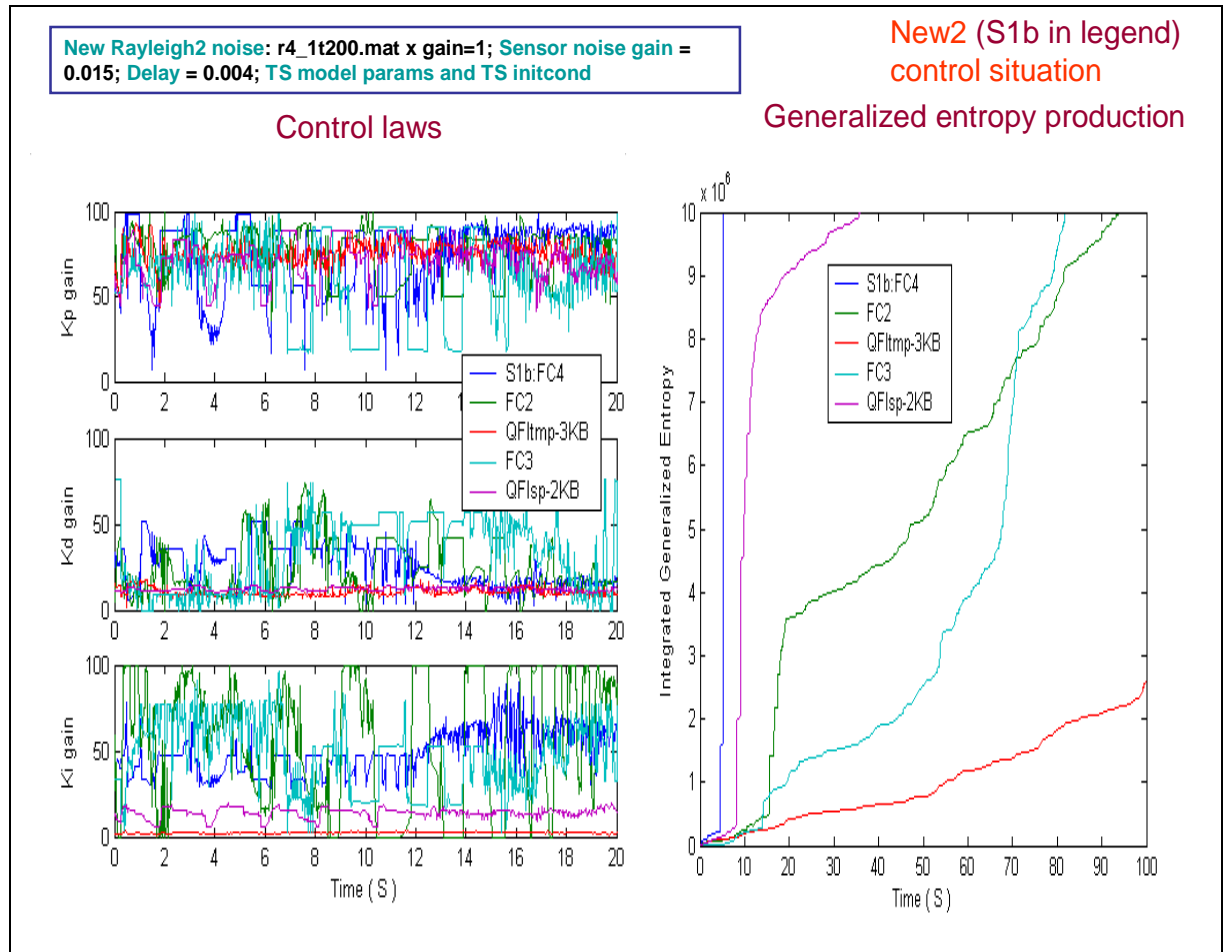 New Rayleigh2 noise: r4_1t200.mat x gain=1; Sensor noise gain =
0.015; Delay = 0.004; TS model params and TS initcond
New2 (S1b in legend)
control situation
Control laws
Generalized entropy production
Kp gain
100
50
0
0 2 4 6 8 10 12 14 16 18 20
S1b:FC4
FC2
QFItmp-3KB
FC3
QFIsp-2KB
Kd gain
100
50
0
0 2 4 6 8 10 12 14 16 18 20
Ki gain
100
50
0
0 2 4 6 8 10 12 14 16 18 20
Time ( S )
x 10^6
Integrated Generalized Entropy
10
9
8
7
6
5
4
3
2
1
0
S1b:FC4
FC2
QFItmp-3KB
FC3
QFIsp-2KB
0 10 20 30 40 50 60 70 80 90 100
Time ( S )